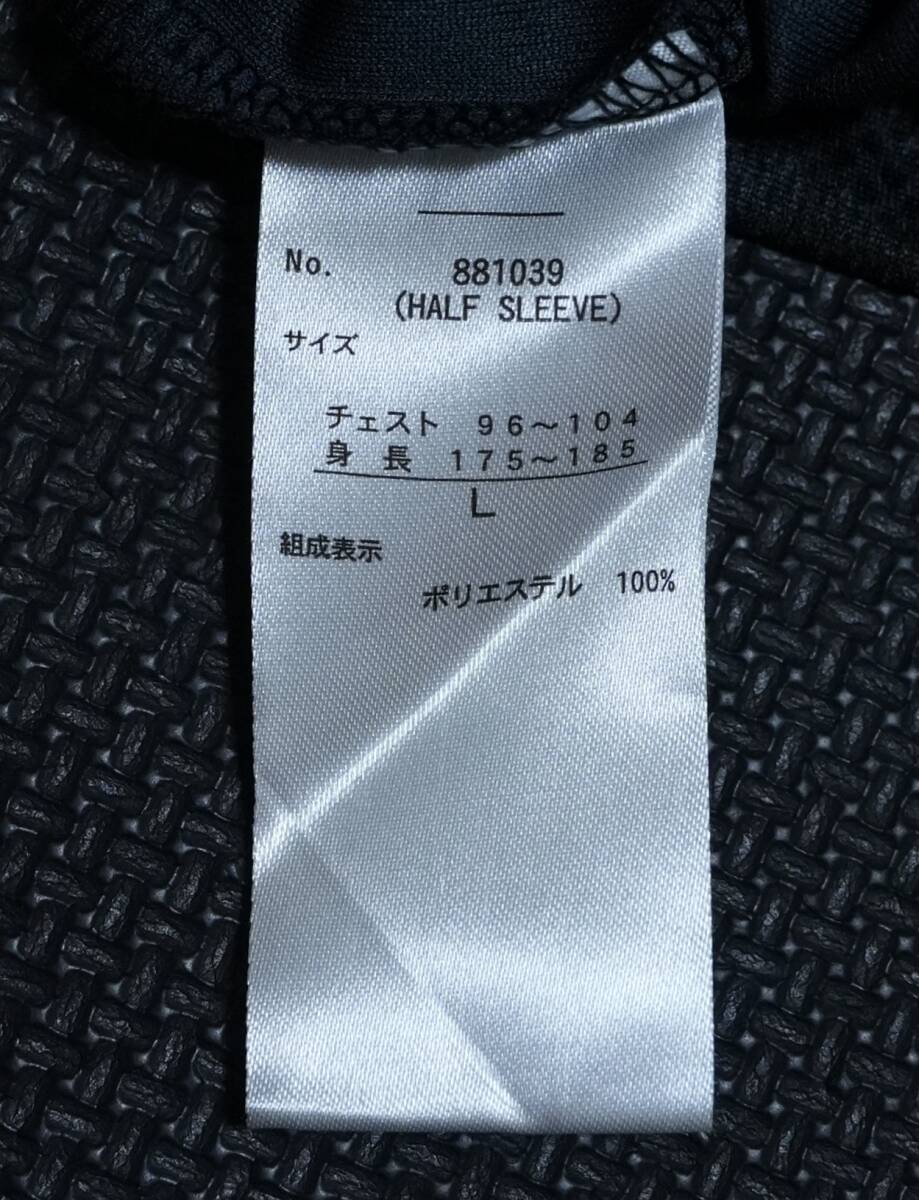 No. 881039
(HALF SLEEVE)
サイズ
チェスト 96～104
身 長 175～185
L
組成表示
ポリエステル 100%